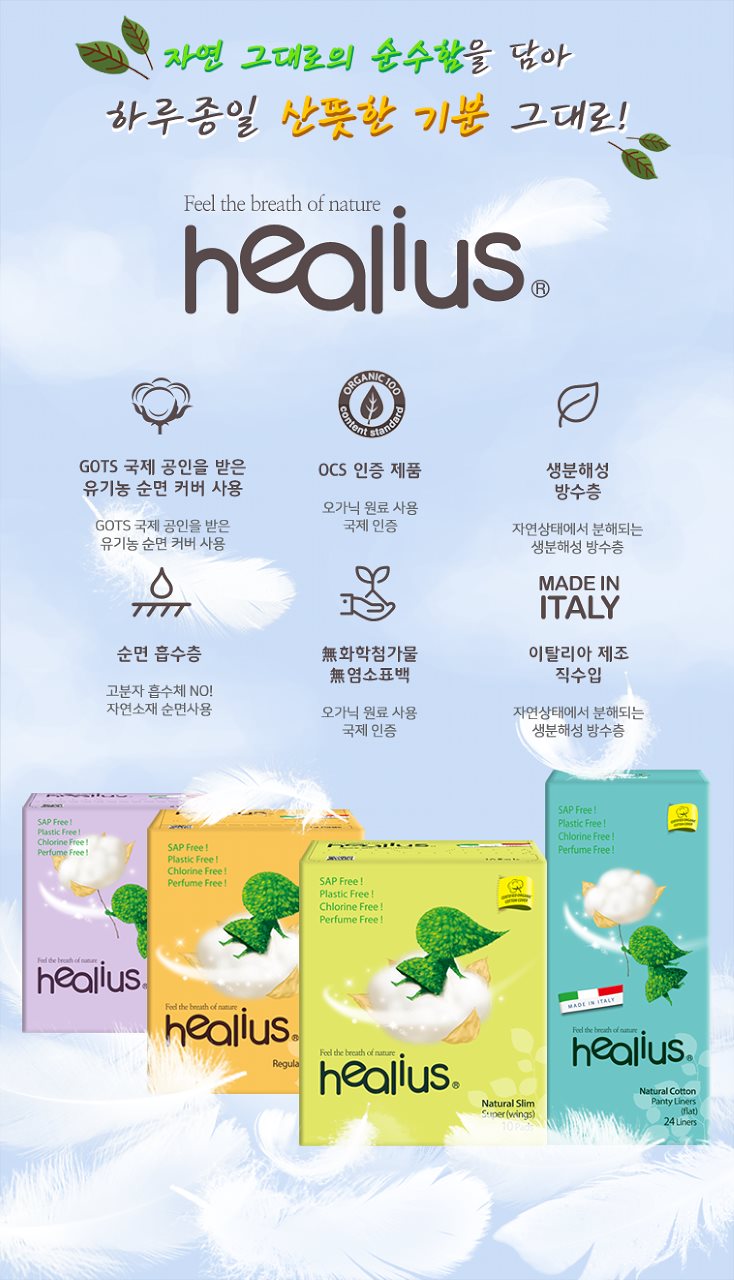 자연 그대로의 순수함을 담아
하루종일 산뜻한 기분 그대로!
Feel the breath of nature
healius®
ORGANIC 100
content standard
GOTS 국제 공인을 받은
유기농 순면 커버 사용
GOTS 국제 공인을 받은
유기농 순면 커버 사용
OCS 인증 제품
오가닉 원료 사용
국제 인증
생분해성
방수층
자연상태에서 분해되는
생분해성 방수층
순면 흡수층
고분자 흡수체 NO!
자연소재 순면사용
無화학첨가물
無염소표백
오가닉 원료 사용
국제 인증
MADE IN
ITALY
이탈리아 제조
직수입
자연상태에서 분해되는
생분해성 방수층
SAP Free !
Plastic Free !
Chlorine Free !
Perfume Free !
Feel the breath of nature
healius®
SAP Free !
Plastic Free !
Chlorine Free !
Perfume Free !
Feel the breath of nature
healius®
Regula
SAP Free !
Plastic Free !
Chlorine Free !
Perfume Free !
CERTIFIED ORGANIC
COTTON COVER
Feel the breath of nature
healius®
Natural Slim
Super (wings)
10 Pads
SAP Free !
Plastic Free !
Chlorine Free !
Perfume Free !
CERTIFIED ORGANIC
COTTON COVER
MADE IN ITALY
Feel the breath of nature
healius®
Natural Cotton
Panty Liners
(flat)
24 Liners